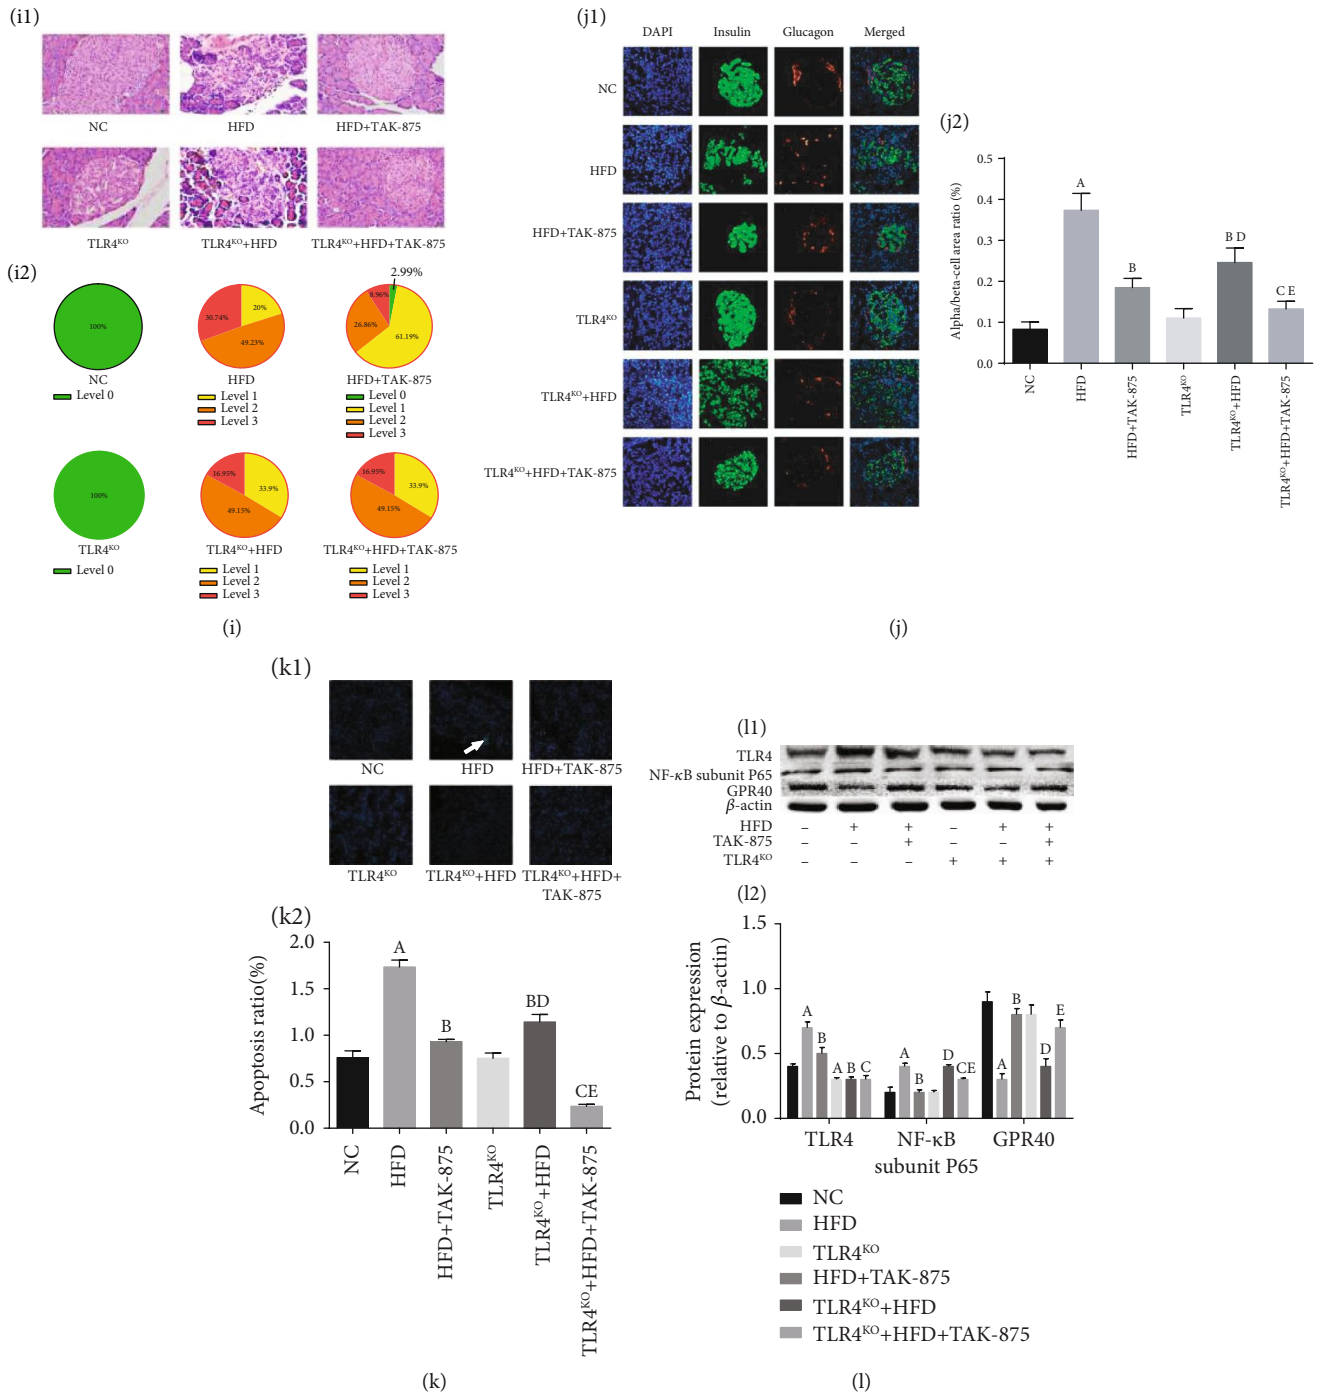 (i1)
NC HFD HFD+TAK-875
TLR4KO TLR4KO+HFD TLR4KO+HFD+TAK-875
(i2)
2.99%
100%
30.74% 20% 49.23%
8.96% 26.86% 61.19%
NC HFD HFD+TAK-875
Level 0
Level 1
Level 2
Level 3
Level 0
Level 1
Level 2
Level 3
100%
16.95% 33.9% 49.15%
16.95% 33.9% 49.15%
TLR4KO TLR4KO+HFD TLR4KO+HFD+TAK-875
Level 0
Level 1
Level 2
Level 3
Level 1
Level 2
Level 3
(i)
(j1)
DAPI Insulin Glucagon Merged
NC
HFD
HFD+TAK-875
TLR4KO
TLR4KO+HFD
TLR4KO+HFD+TAK-875
(j2)
Alpha/beta-cell area ratio (%)
0.5
0.4
0.3
0.2
0.1
0.0
A
B
B D
C E
NC
HFD
HFD+TAK-875
TLR4KO
TLR4KO+HFD
TLR4KO+HFD+TAK-875
(j)
(k1)
NC HFD HFD+TAK-875
TLR4KO TLR4KO+HFD TLR4KO+HFD+
TAK-875
(k2)
Apoptosis ratio(%)
2.0
1.5
1.0
0.5
0.0
A
B
BD
CE
NC
HFD
HFD+TAK-875
TLR4KO
TLR4KO+HFD
TLR4KO+HFD+TAK-875
(k)
(l1)
TLR4
NF-κB subunit P65
GPR40
β-actin
HFD – + + – + +
TAK-875 – – + – – +
TLR4KO – – – + + +
(l2)
Protein expression
(relative to β-actin)
1.5
1.0
0.5
0.0
A B A B C
A B D CE
A B D E
TLR4 NF-κB GPR40
subunit P65
NC
HFD
TLR4KO
HFD+TAK-875
TLR4KO+HFD
TLR4KO+HFD+TAK-875
(l)